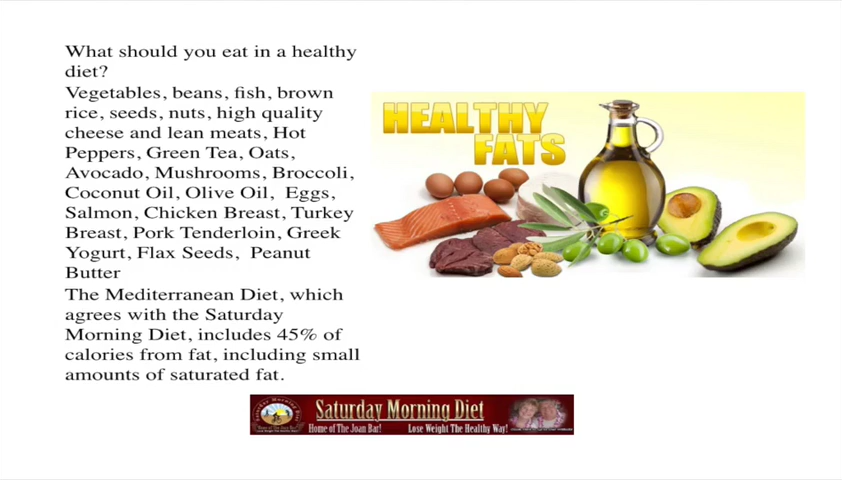 What should you eat in a healthy
diet?
Vegetables, beans, fish, brown
rice, seeds, nuts, high quality
cheese and lean meats, Hot
Peppers, Green Tea, Oats,
Avocado, Mushrooms, Broccoli,
Coconut Oil, Olive Oil,  Eggs,
Salmon, Chicken Breast, Turkey
Breast, Pork Tenderloin, Greek
Yogurt, Flax Seeds,  Peanut
Butter
The Mediterranean Diet, which
agrees with the Saturday
Morning Diet, includes 45% of
calories from fat, including small
amounts of saturated fat.
HEALTHY
FATS
Saturday Morning Diet
Home of The Joan Bar!
Lose Weight The Healthy Way!